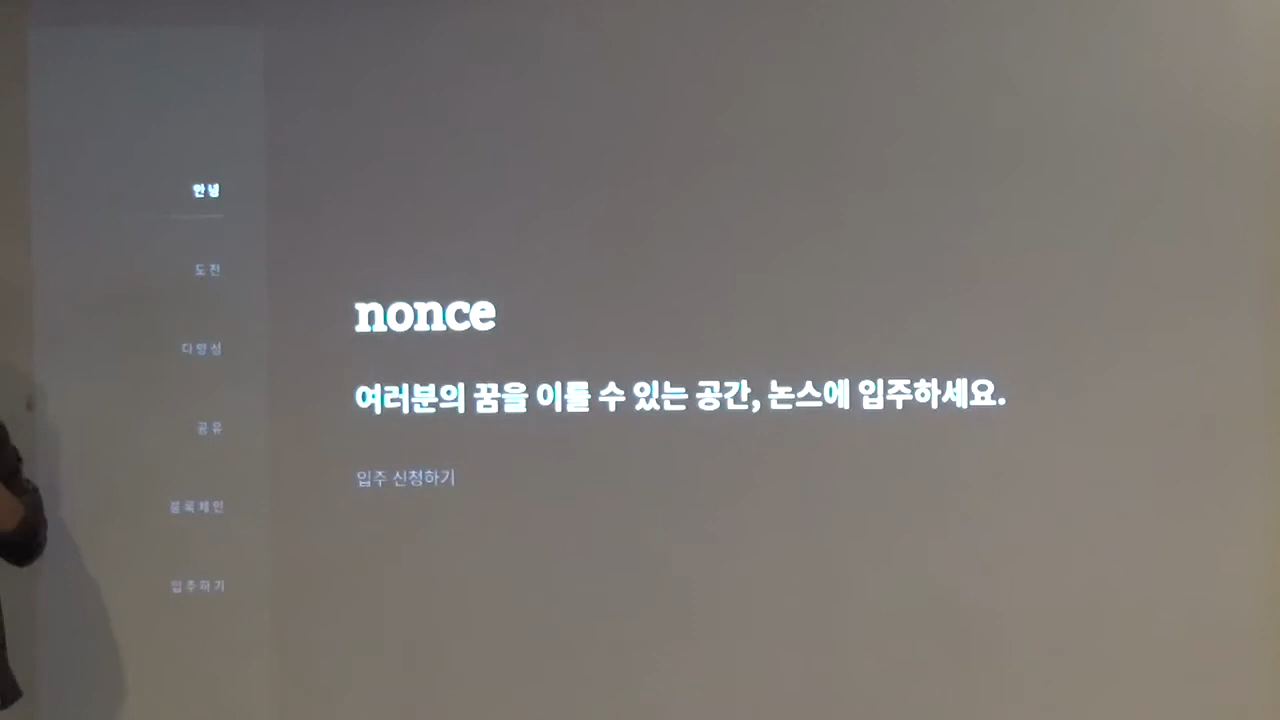 안녕
도전
다양성
공유
블록체인
입주하기
nonce
여러분의 꿈을 이룰 수 있는 공간, 논스에 입주하세요.
입주 신청하기